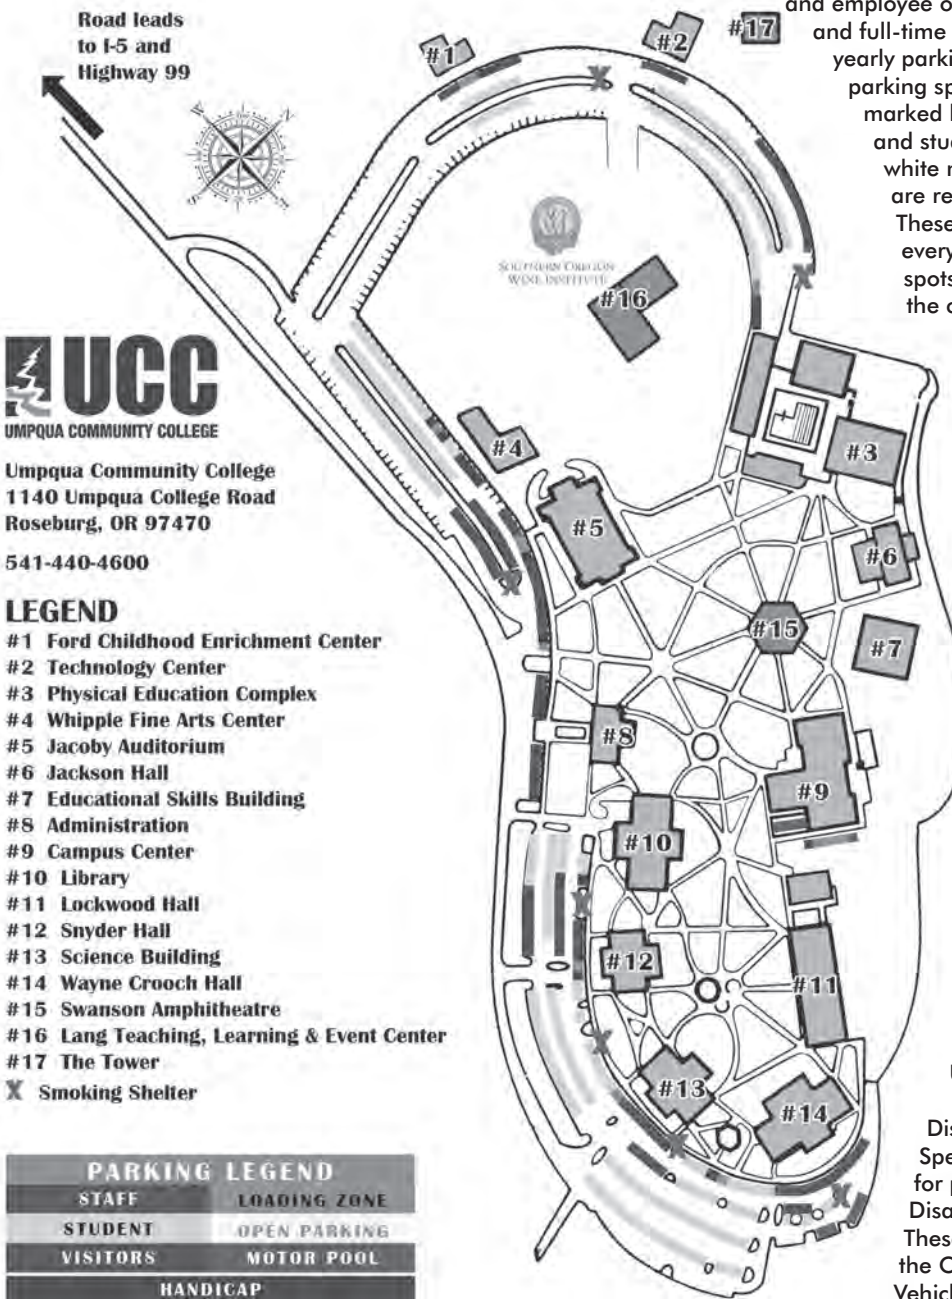 Road leads
to I-5 and
Highway 99
#1
#2
#17
and employee o
and full-time
yearly parki
parking sp
marked
and stu
white
are re
These
every
spots
the
SOUTHERN OREGON
WINE INSTITUTE
#16
UCC
UMPQUA COMMUNITY COLLEGE
Umpqua Community College
1140 Umpqua College Road
Roseburg, OR 97470
541-440-4600
#4
#3
#5
#6
#15
#7
#8
#9
#10
#12
#11
#13
#14
LEGEND
#1 Ford Childhood Enrichment Center
#2 Technology Center
#3 Physical Education Complex
#4 Whipple Fine Arts Center
#5 Jacoby Auditorium
#6 Jackson Hall
#7 Educational Skills Building
#8 Administration
#9 Campus Center
#10 Library
#11 Lockwood Hall
#12 Snyder Hall
#13 Science Building
#14 Wayne Crooch Hall
#15 Swanson Amphitheatre
#16 Lang Teaching, Learning & Event Center
#17 The Tower
X Smoking Shelter
PARKING LEGEND
STAFF LOADING ZONE
STUDENT OPEN PARKING
VISITORS MOTOR POOL
HANDICAP
Dis
Spe
for
Disa
These
the
Vehicl